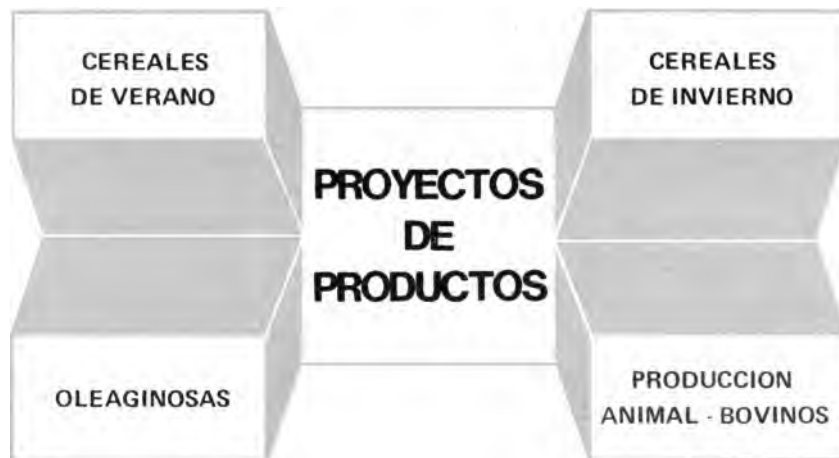 CEREALES
DE VERANO
CEREALES
DE INVIERNO
PROYECTOS
DE
PRODUCTOS
OLEAGINOSAS
PRODUCCION
ANIMAL - BOVINOS